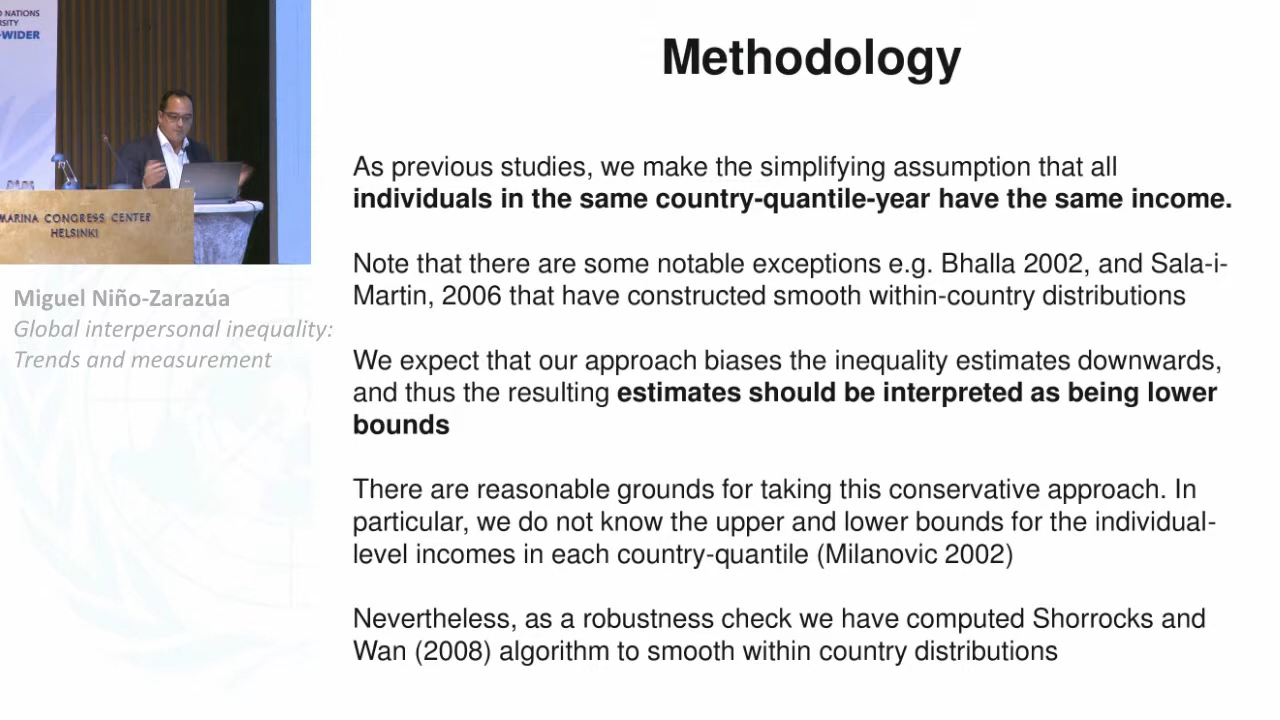 D NATIONS
RSITY
-WIDER
MARINA CONGRESS CENTER
HELSINKI
Miguel Niño-Zarazúa
Global interpersonal inequality:
Trends and measurement
Methodology
As previous studies, we make the simplifying assumption that all
individuals in the same country-quantile-year have the same income.
Note that there are some notable exceptions e.g. Bhalla 2002, and Sala-i-
Martin, 2006 that have constructed smooth within-country distributions
We expect that our approach biases the inequality estimates downwards,
and thus the resulting estimates should be interpreted as being lower
bounds
There are reasonable grounds for taking this conservative approach. In
particular, we do not know the upper and lower bounds for the individual-
level incomes in each country-quantile (Milanovic 2002)
Nevertheless, as a robustness check we have computed Shorrocks and
Wan (2008) algorithm to smooth within country distributions